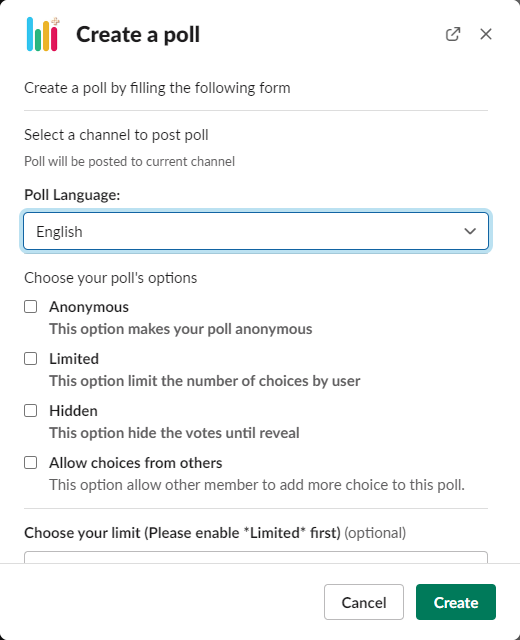 Create a poll
Create a poll by filling the following form
Select a channel to post poll
Poll will be posted to current channel
Poll Language:
English
Choose your poll's options
Anonymous
This option makes your poll anonymous
Limited
This option limit the number of choices by user
Hidden
This option hide the votes until reveal
Allow choices from others
This option allow other member to add more choice to this poll.
Choose your limit (Please enable *Limited* first) (optional)
Cancel
Create